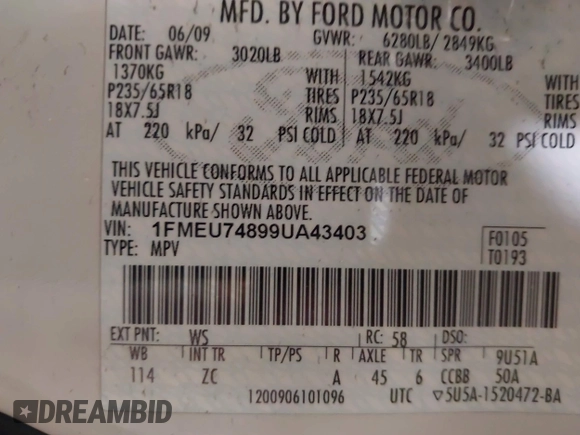 MFD. BY FORD MOTOR CO.
DATE: 06/09 GVWR: 6280LB/ 2849KG
FRONT GAWR: 3020LB REAR GAWR: 3400LB
1370KG WITH 1542KG WITH
P235/65R18 TIRES P235/65R18 TIRES
18X7.5J RIMS 18X7.5J RIMS
AT 220 kPa/ 32 PSI COLD AT 220 kPa/ 32 PSI COLD
THIS VEHICLE CONFORMS TO ALL APPLICABLE FEDERAL MOTOR
VEHICLE SAFETY STANDARDS IN EFFECT ON THE DATE OF
MANUFACTURE SHOWN ABOVE.
VIN: 1FMEU74899UA43403 F0105
TYPE: MPV T0193
EXT PNT: WS RC: 58 DSO:
WB INT TR TP/PS R AXLE TR SPR 9U51A
114 ZC A 45 6 CCBB 50A
1200906101096 UTC ▽5U5A-1520472-BA
DREAMBID DREAMBID